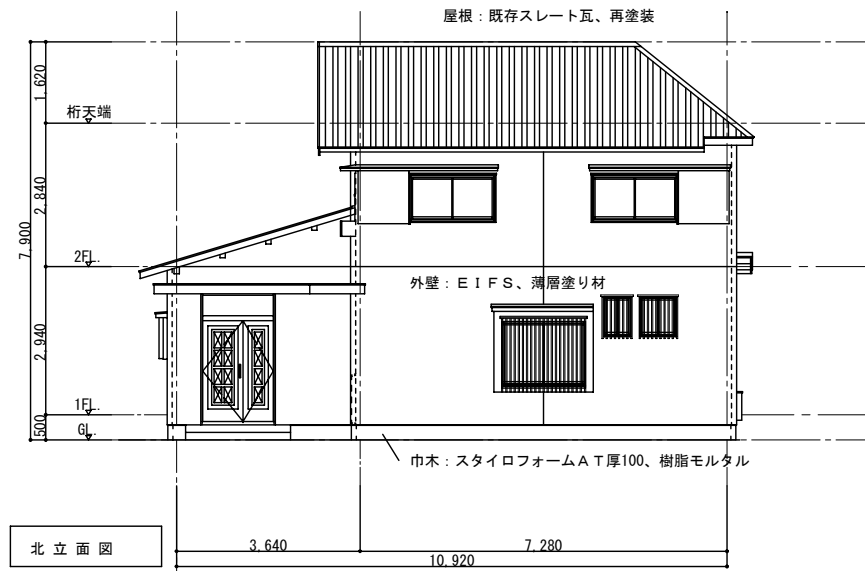 屋根：既存スレート瓦、再塗装
1,620
桁天端
2,840
7,900
2FL.
外壁：ＥＩＦＳ、薄層塗り材
2,940
1FL.
500
GL.
巾木：スタイロフォームＡＴ厚100、樹脂モルタル
北立面図
3,640
7,280
10,920